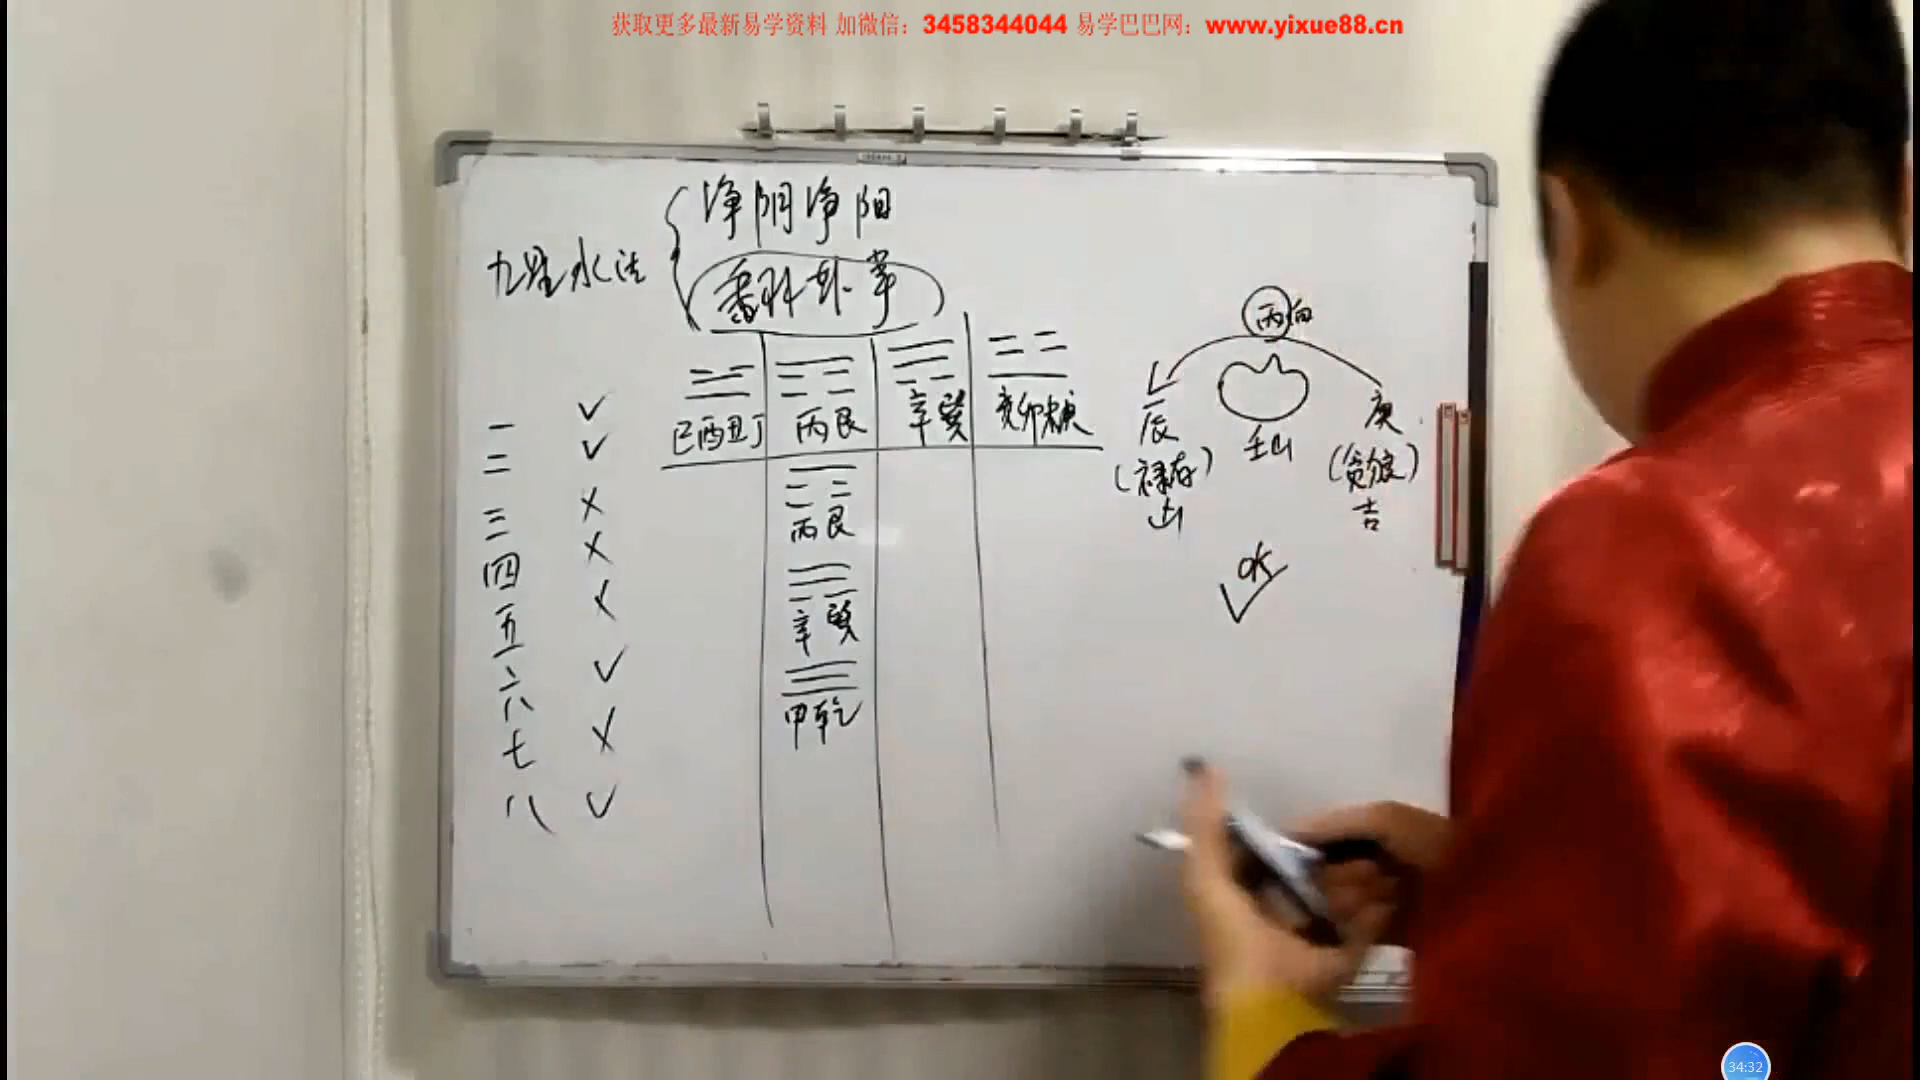 获取更多最新易学资料 加微信：3458344044 易学巴巴网：www.yixue88.cn
净阴净阳
九星水法
卦掌
丙向
巳酉丑丁
丙艮
辛巽
亥卯未庚
辰
壬山
庚
(禄存)
(贪狼)
吉
ok
丙艮
辛巽
甲乾
一
二
三
四
五
六
七
八
34:32